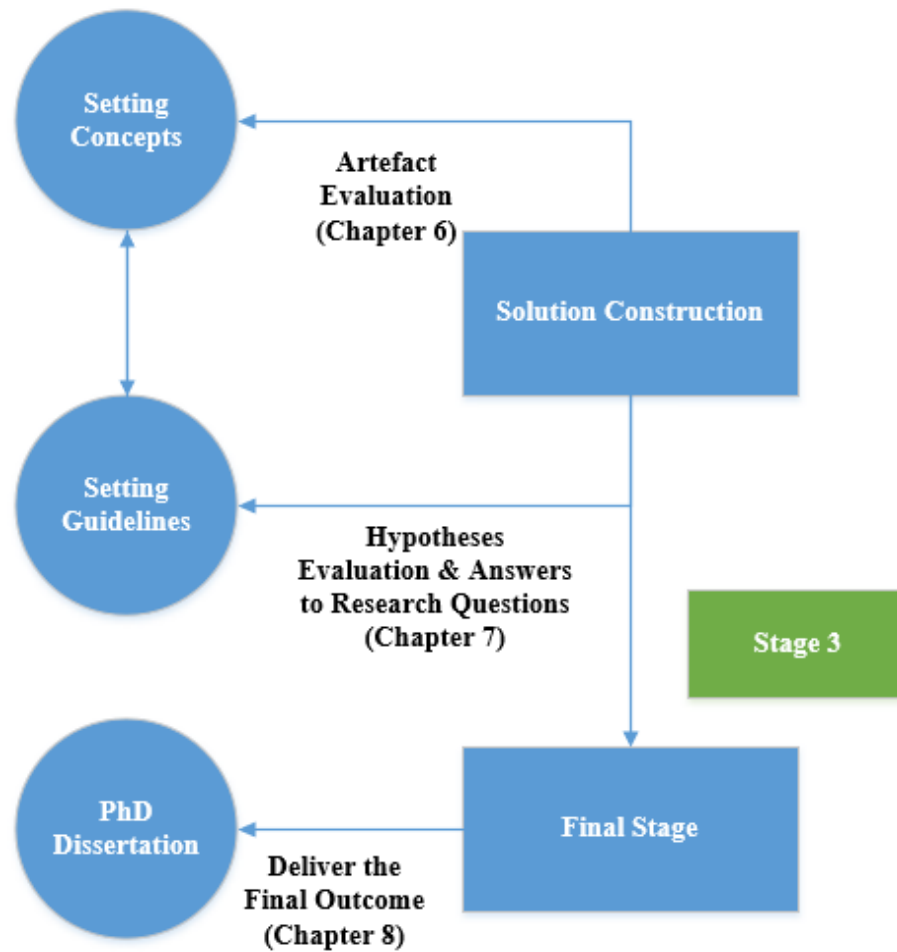 Setting
Concepts
Artefact
Evaluation
(Chapter 6)
Solution Construction
Setting
Guidelines
Hypotheses
Evaluation & Answers
to Research Questions
(Chapter 7)
Stage 3
PhD
Dissertation
Final Stage
Deliver the
Final Outcome
(Chapter 8)